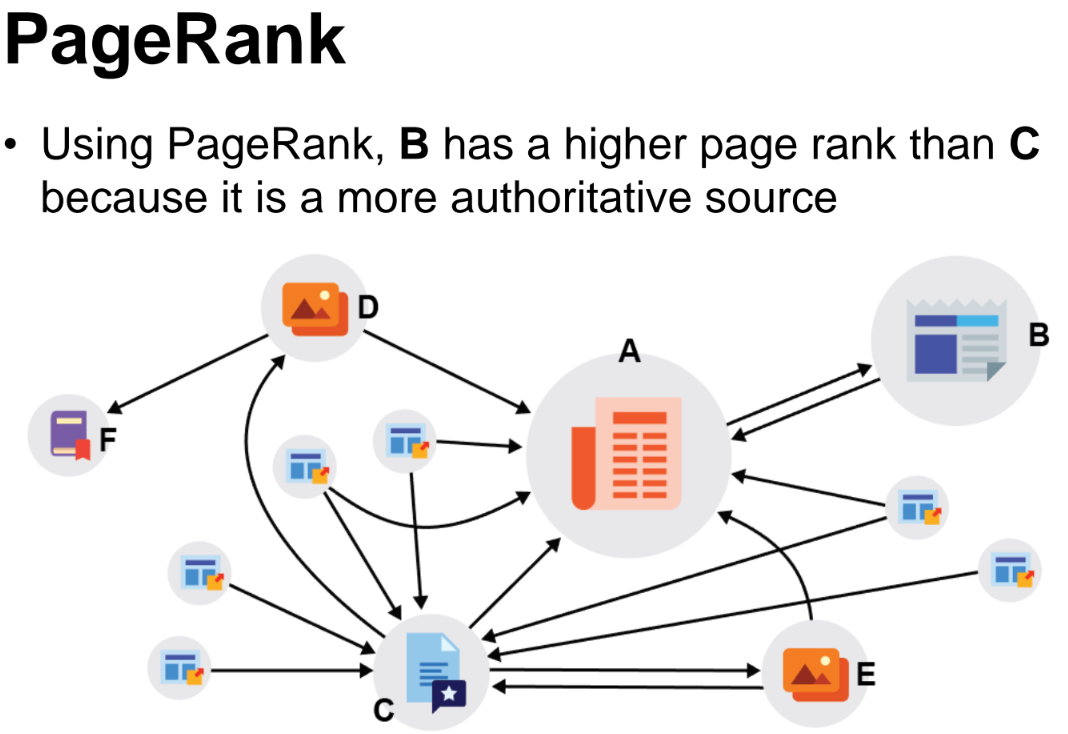 PageRank
• Using PageRank, B has a higher page rank than C
because it is a more authoritative source
D
A
B
F
C
E